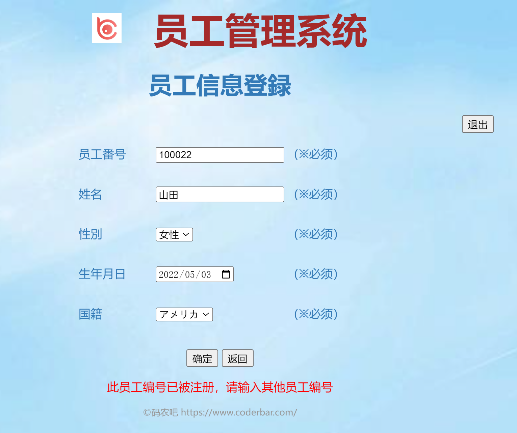 员工管理系统
员工信息登録
退出
员工番号 100022 (※必须)
姓名 山田 (※必须)
性別 女性 (※必须)
生年月日 2022/05/03 (※必须)
国籍 アメリカ (※必须)
确定 返回
此员工编号已被注册，请输入其他员工编号
©码农吧 https://www.coderbar.com/